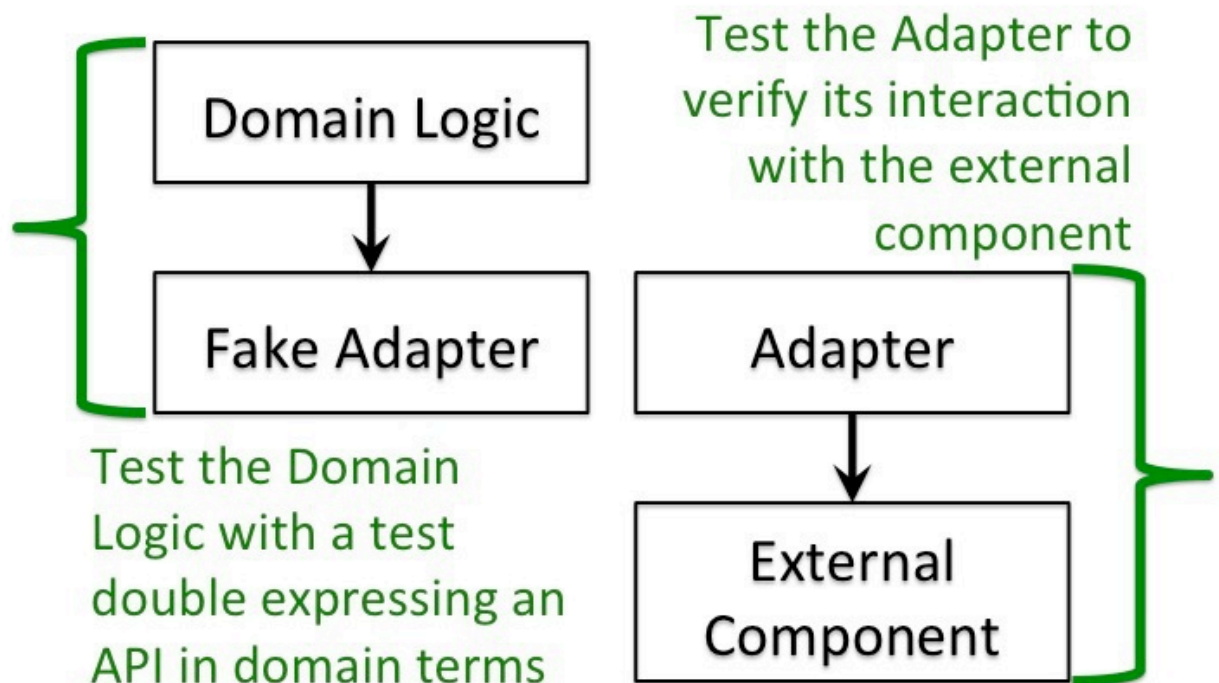 Domain Logic
Fake Adapter
Test the Domain
Logic with a test
double expressing an
API in domain terms
Test the Adapter to
verify its interaction
with the external
component
Adapter
External
Component